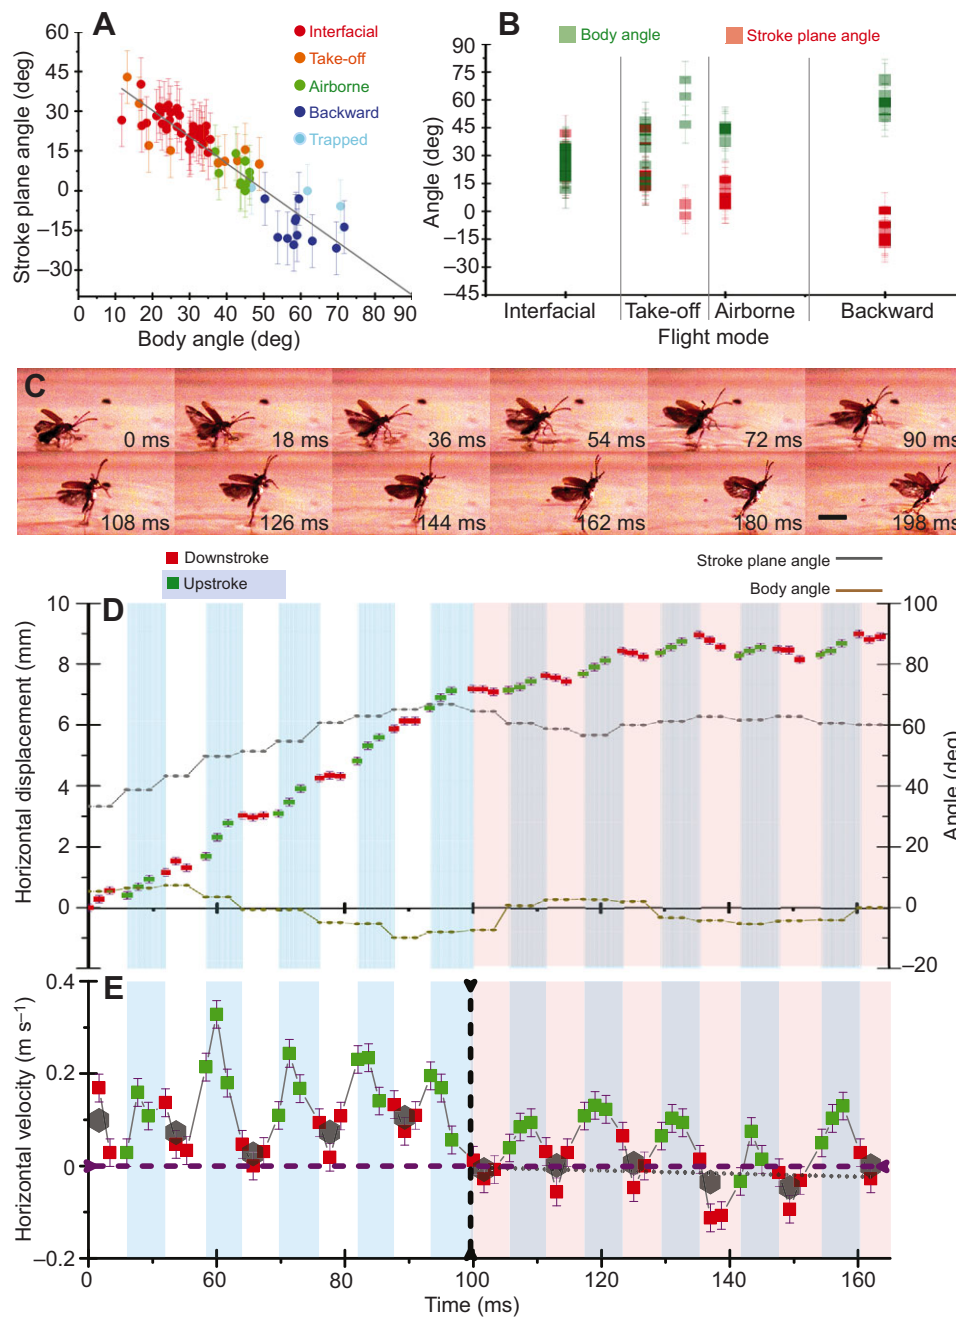 A
Stroke plane angle (deg)
60
45
30
15
0
–15
–30
0 10 20 30 40 50 60 70 80 90
Body angle (deg)
Interfacial
Take-off
Airborne
Backward
Trapped
B
Body angle
Stroke plane angle
Angle (deg)
90
75
60
45
30
15
0
–15
–30
–45
Interfacial Take-off Airborne Backward
Flight mode
C
0 ms 18 ms 36 ms 54 ms 72 ms 90 ms
108 ms 126 ms 144 ms 162 ms 180 ms 198 ms
Downstroke
Upstroke
Stroke plane angle
Body angle
D
Horizontal displacement (mm)
10
8
6
4
2
0
100
80
60
40
20
0
–20
Angle (deg)
E
Horizontal velocity (m s–1)
0.4
0.2
0
–0.2
0 60 80 100 120 140 160
Time (ms)